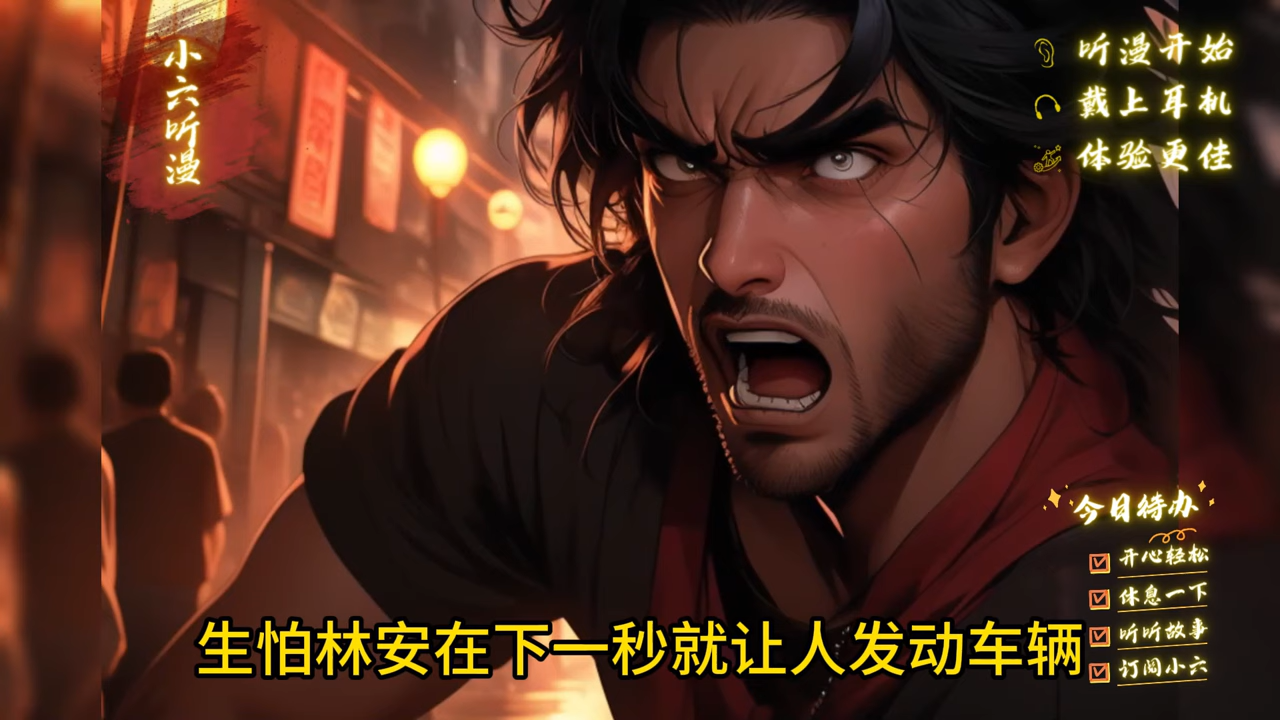 小六听漫
听漫开始
戴上耳机
体验更佳
今日待办
开心轻松
休息一下
听听故事
订阅小六
生怕林安在下一秒就让人发动车辆